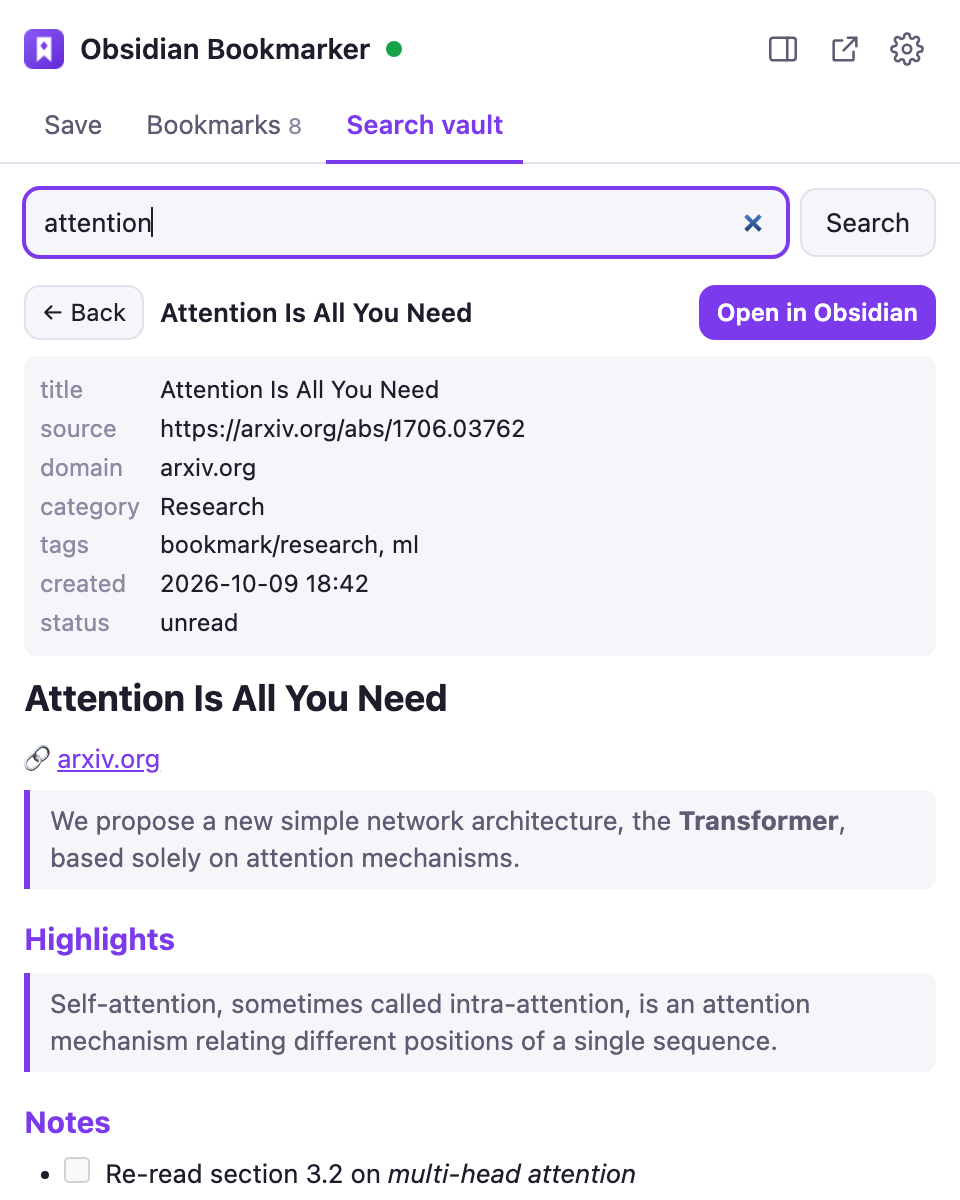 Obsidian Bookmarker
Save Bookmarks 8 Search vault
attention Search
← Back Attention Is All You Need Open in Obsidian
title Attention Is All You Need
source https://arxiv.org/abs/1706.03762
domain arxiv.org
category Research
tags bookmark/research, ml
created 2026-10-09 18:42
status unread
Attention Is All You Need
🔗 arxiv.org
We propose a new simple network architecture, the Transformer,
based solely on attention mechanisms.
Highlights
Self-attention, sometimes called intra-attention, is an attention
mechanism relating different positions of a single sequence.
Notes
• Re-read section 3.2 on multi-head attention